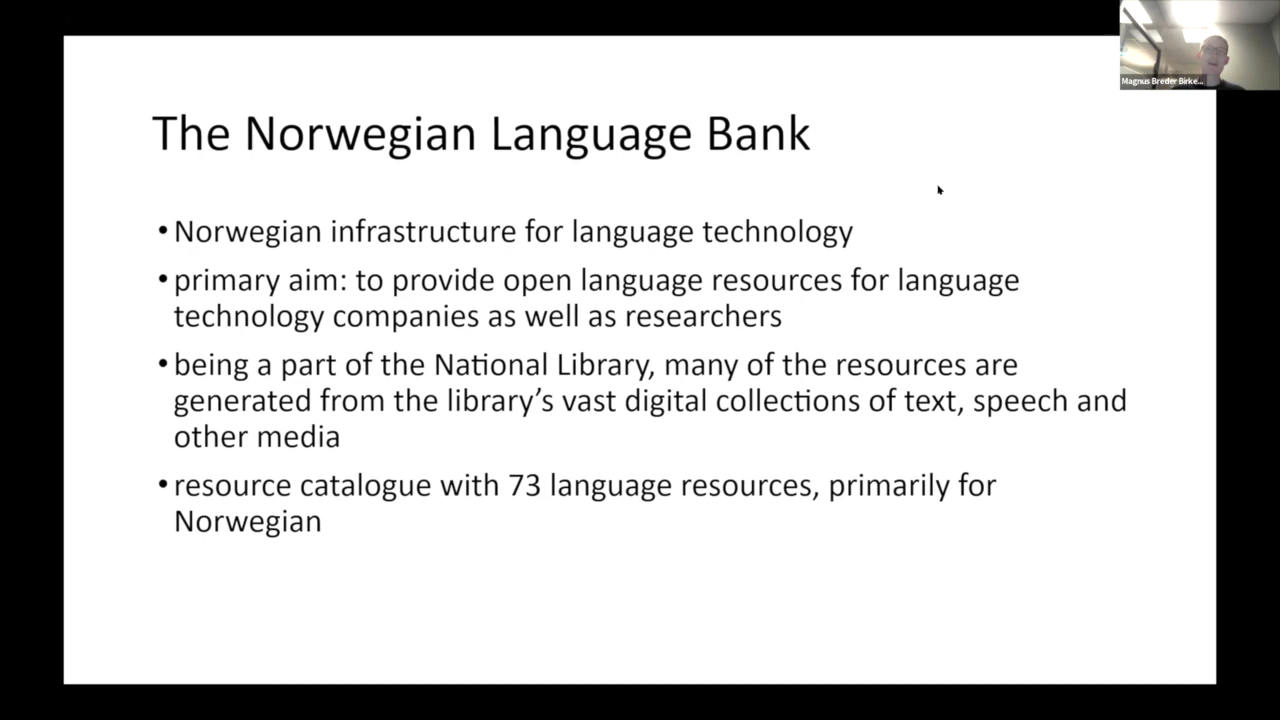 Magnus Breder Birke...
The Norwegian Language Bank
•Norwegian infrastructure for language technology
•primary aim: to provide open language resources for language
technology companies as well as researchers
•being a part of the National Library, many of the resources are
generated from the library’s vast digital collections of text, speech and
other media
•resource catalogue with 73 language resources, primarily for
Norwegian